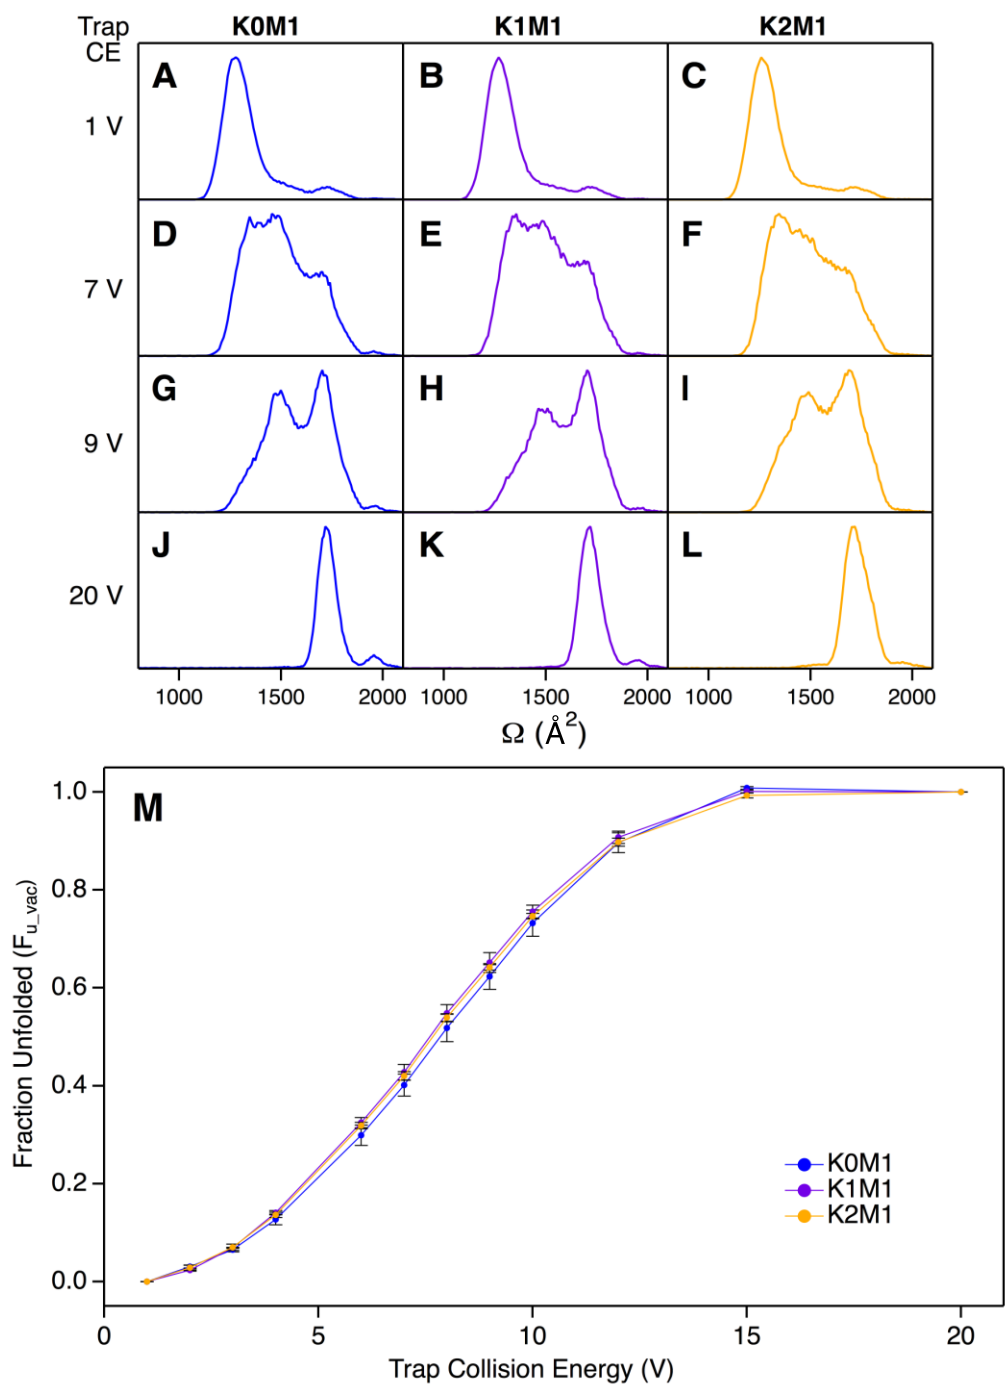 Trap CE K0M1 K1M1 K2M1
1 V A B C
7 V D E F
9 V G H I
20 V J K L
1000 1500 2000 1000 1500 2000 1000 1500 2000
Ω (Å²)
M
Fraction Unfolded (F_{u_vac})
1.0
0.8
0.6
0.4
0.2
0.0
K0M1
K1M1
K2M1
0 5 10 15 20
Trap Collision Energy (V)